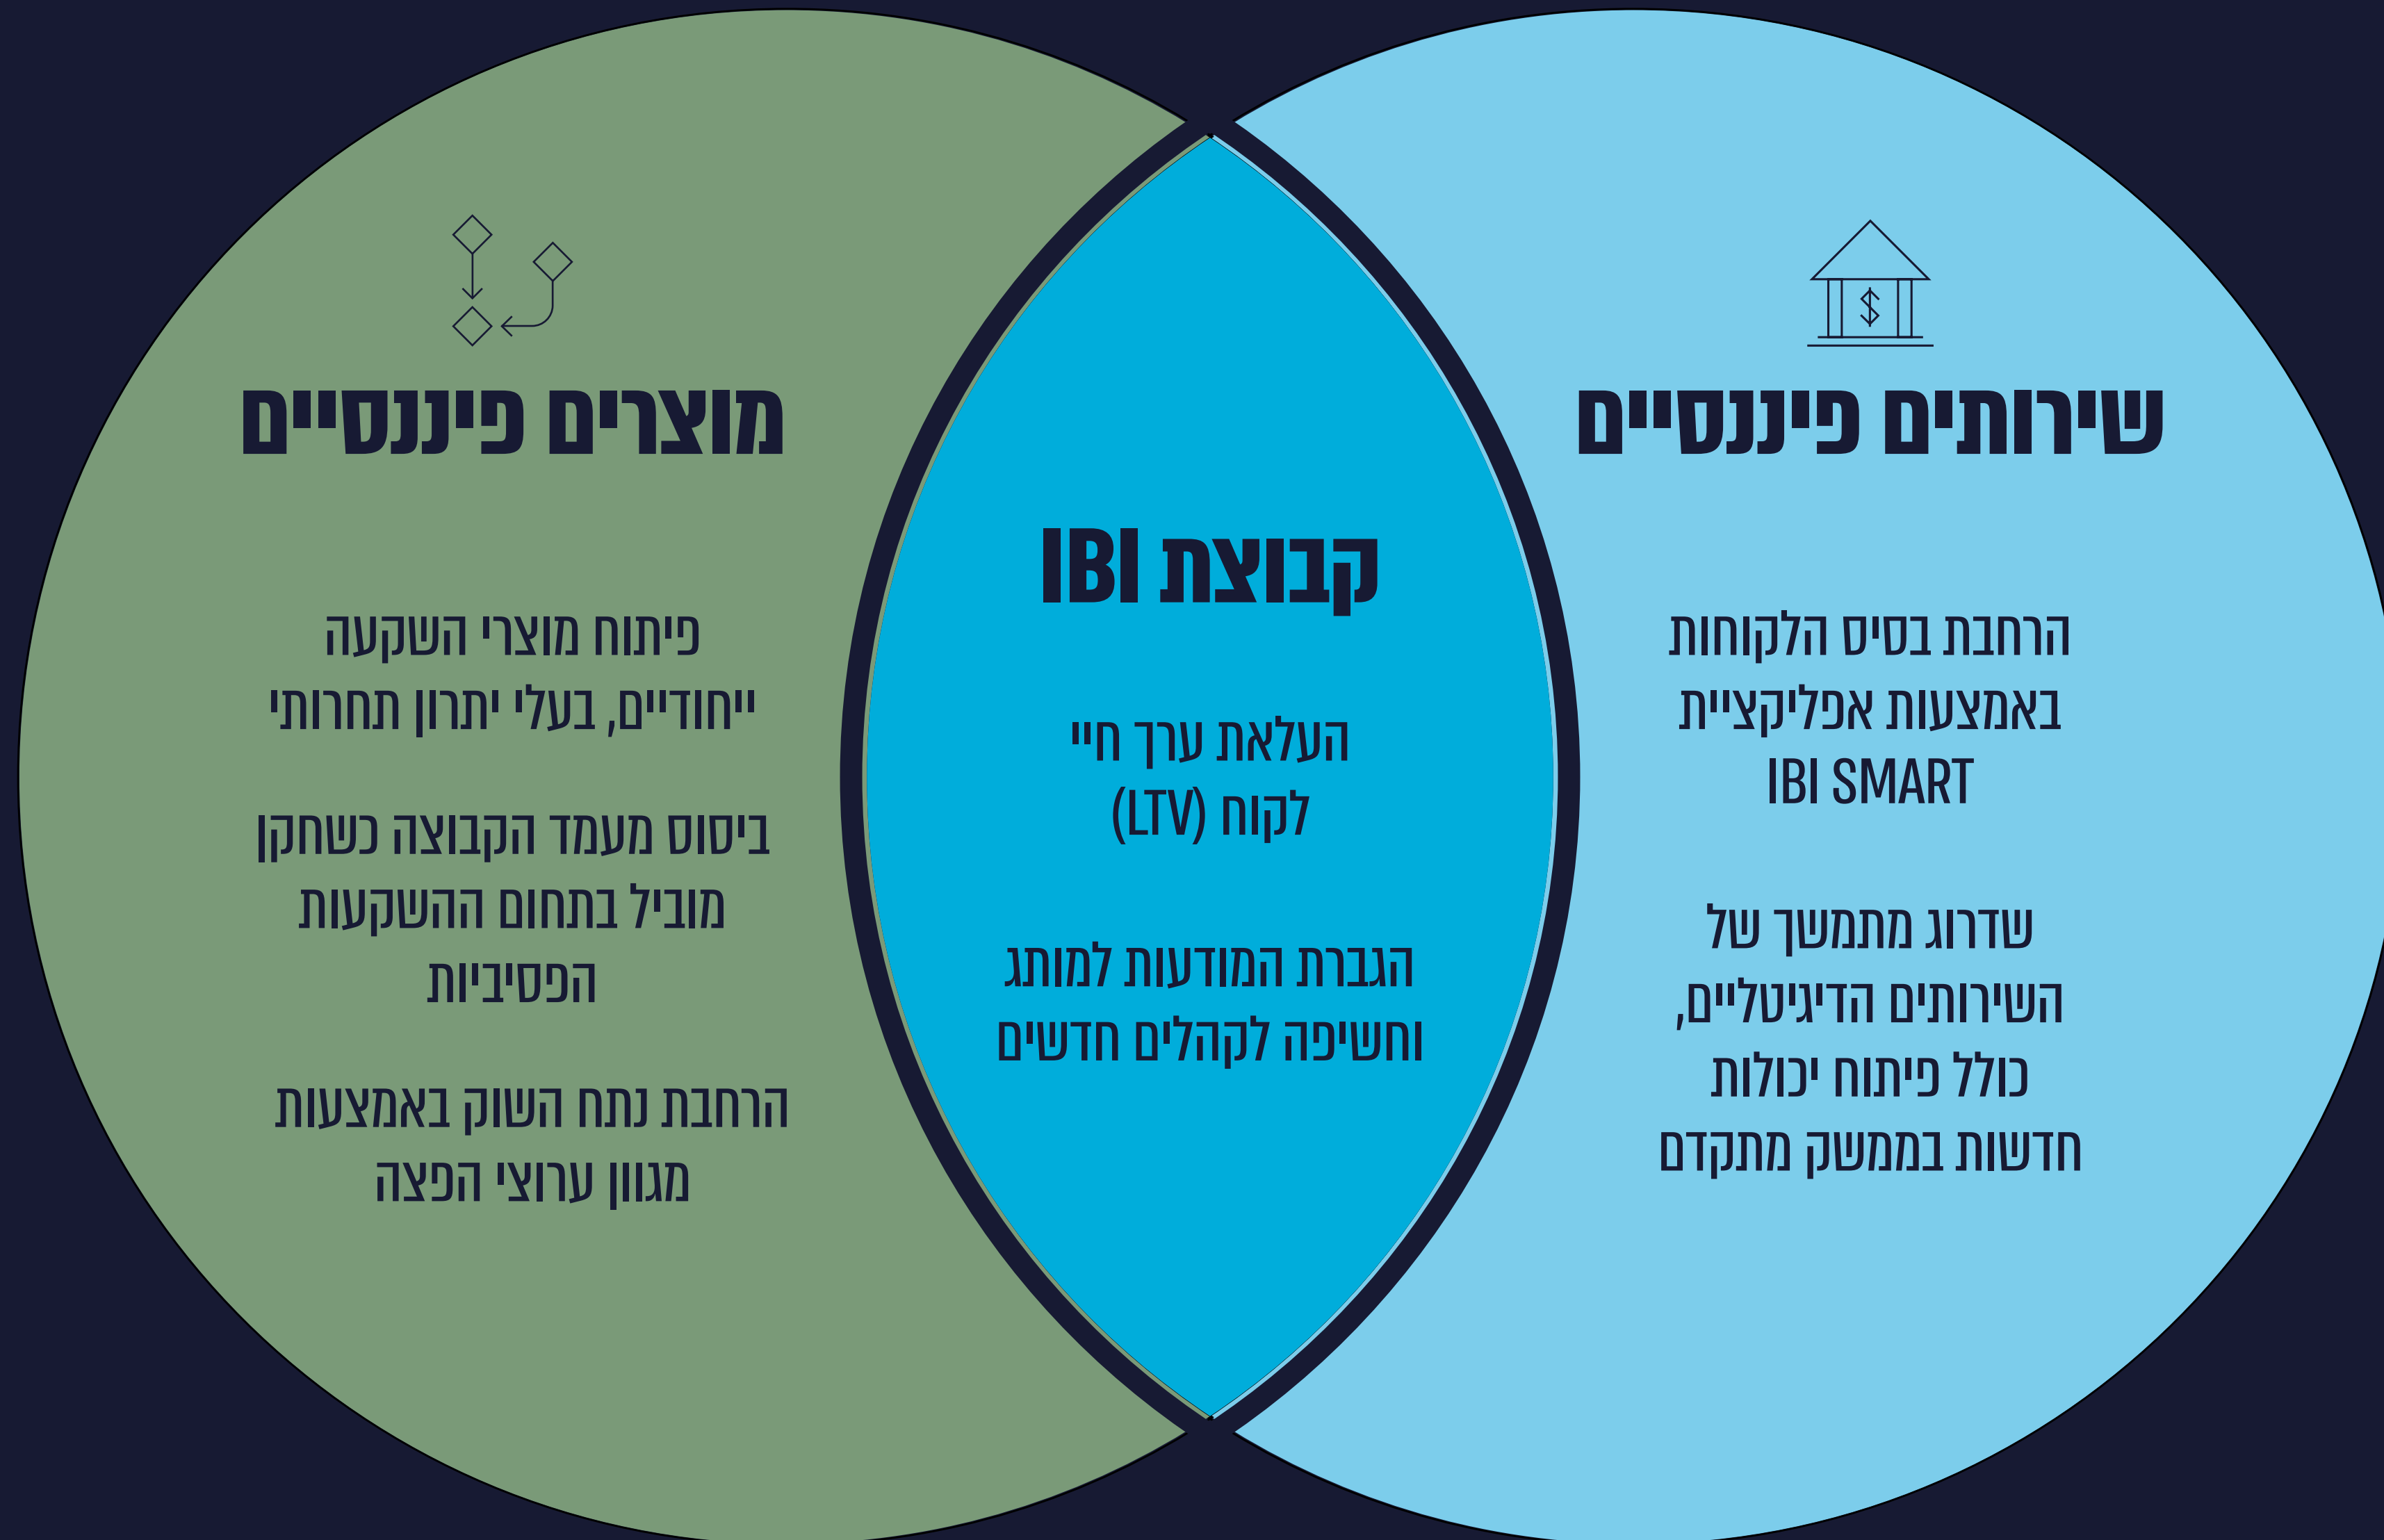 שירותים פיננסיים
הרחבת בסיס הלקוחות
באמצעות אפליקציית
IBI SMART
שדרוג מתמשך של
השירותים הדיגיטליים,
כולל פיתוח יכולות
חדשות בממשק מתקדם
קבוצת IBI
העלאת ערך חיי
לקוח (LTV)
הגברת המודעות למותג
וחשיפה לקהלים חדשים
מוצרים פיננסיים
פיתוח מוצרי השקעה
ייחודיים, בעלי יתרון תחרותי
ביסוס מעמד הקבוצה כשחקן
מוביל בתחום ההשקעות
הפסיביות
הרחבת נתח השוק באמצעות
מגוון ערוצי הפצה